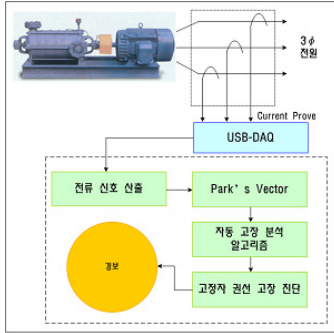 3φ
전원
Current Prove
USB-DAQ
전류 신호 산출
Park's Vector
자동 고장 분석
알고리즘
경보
고정자 권선 고장 진단